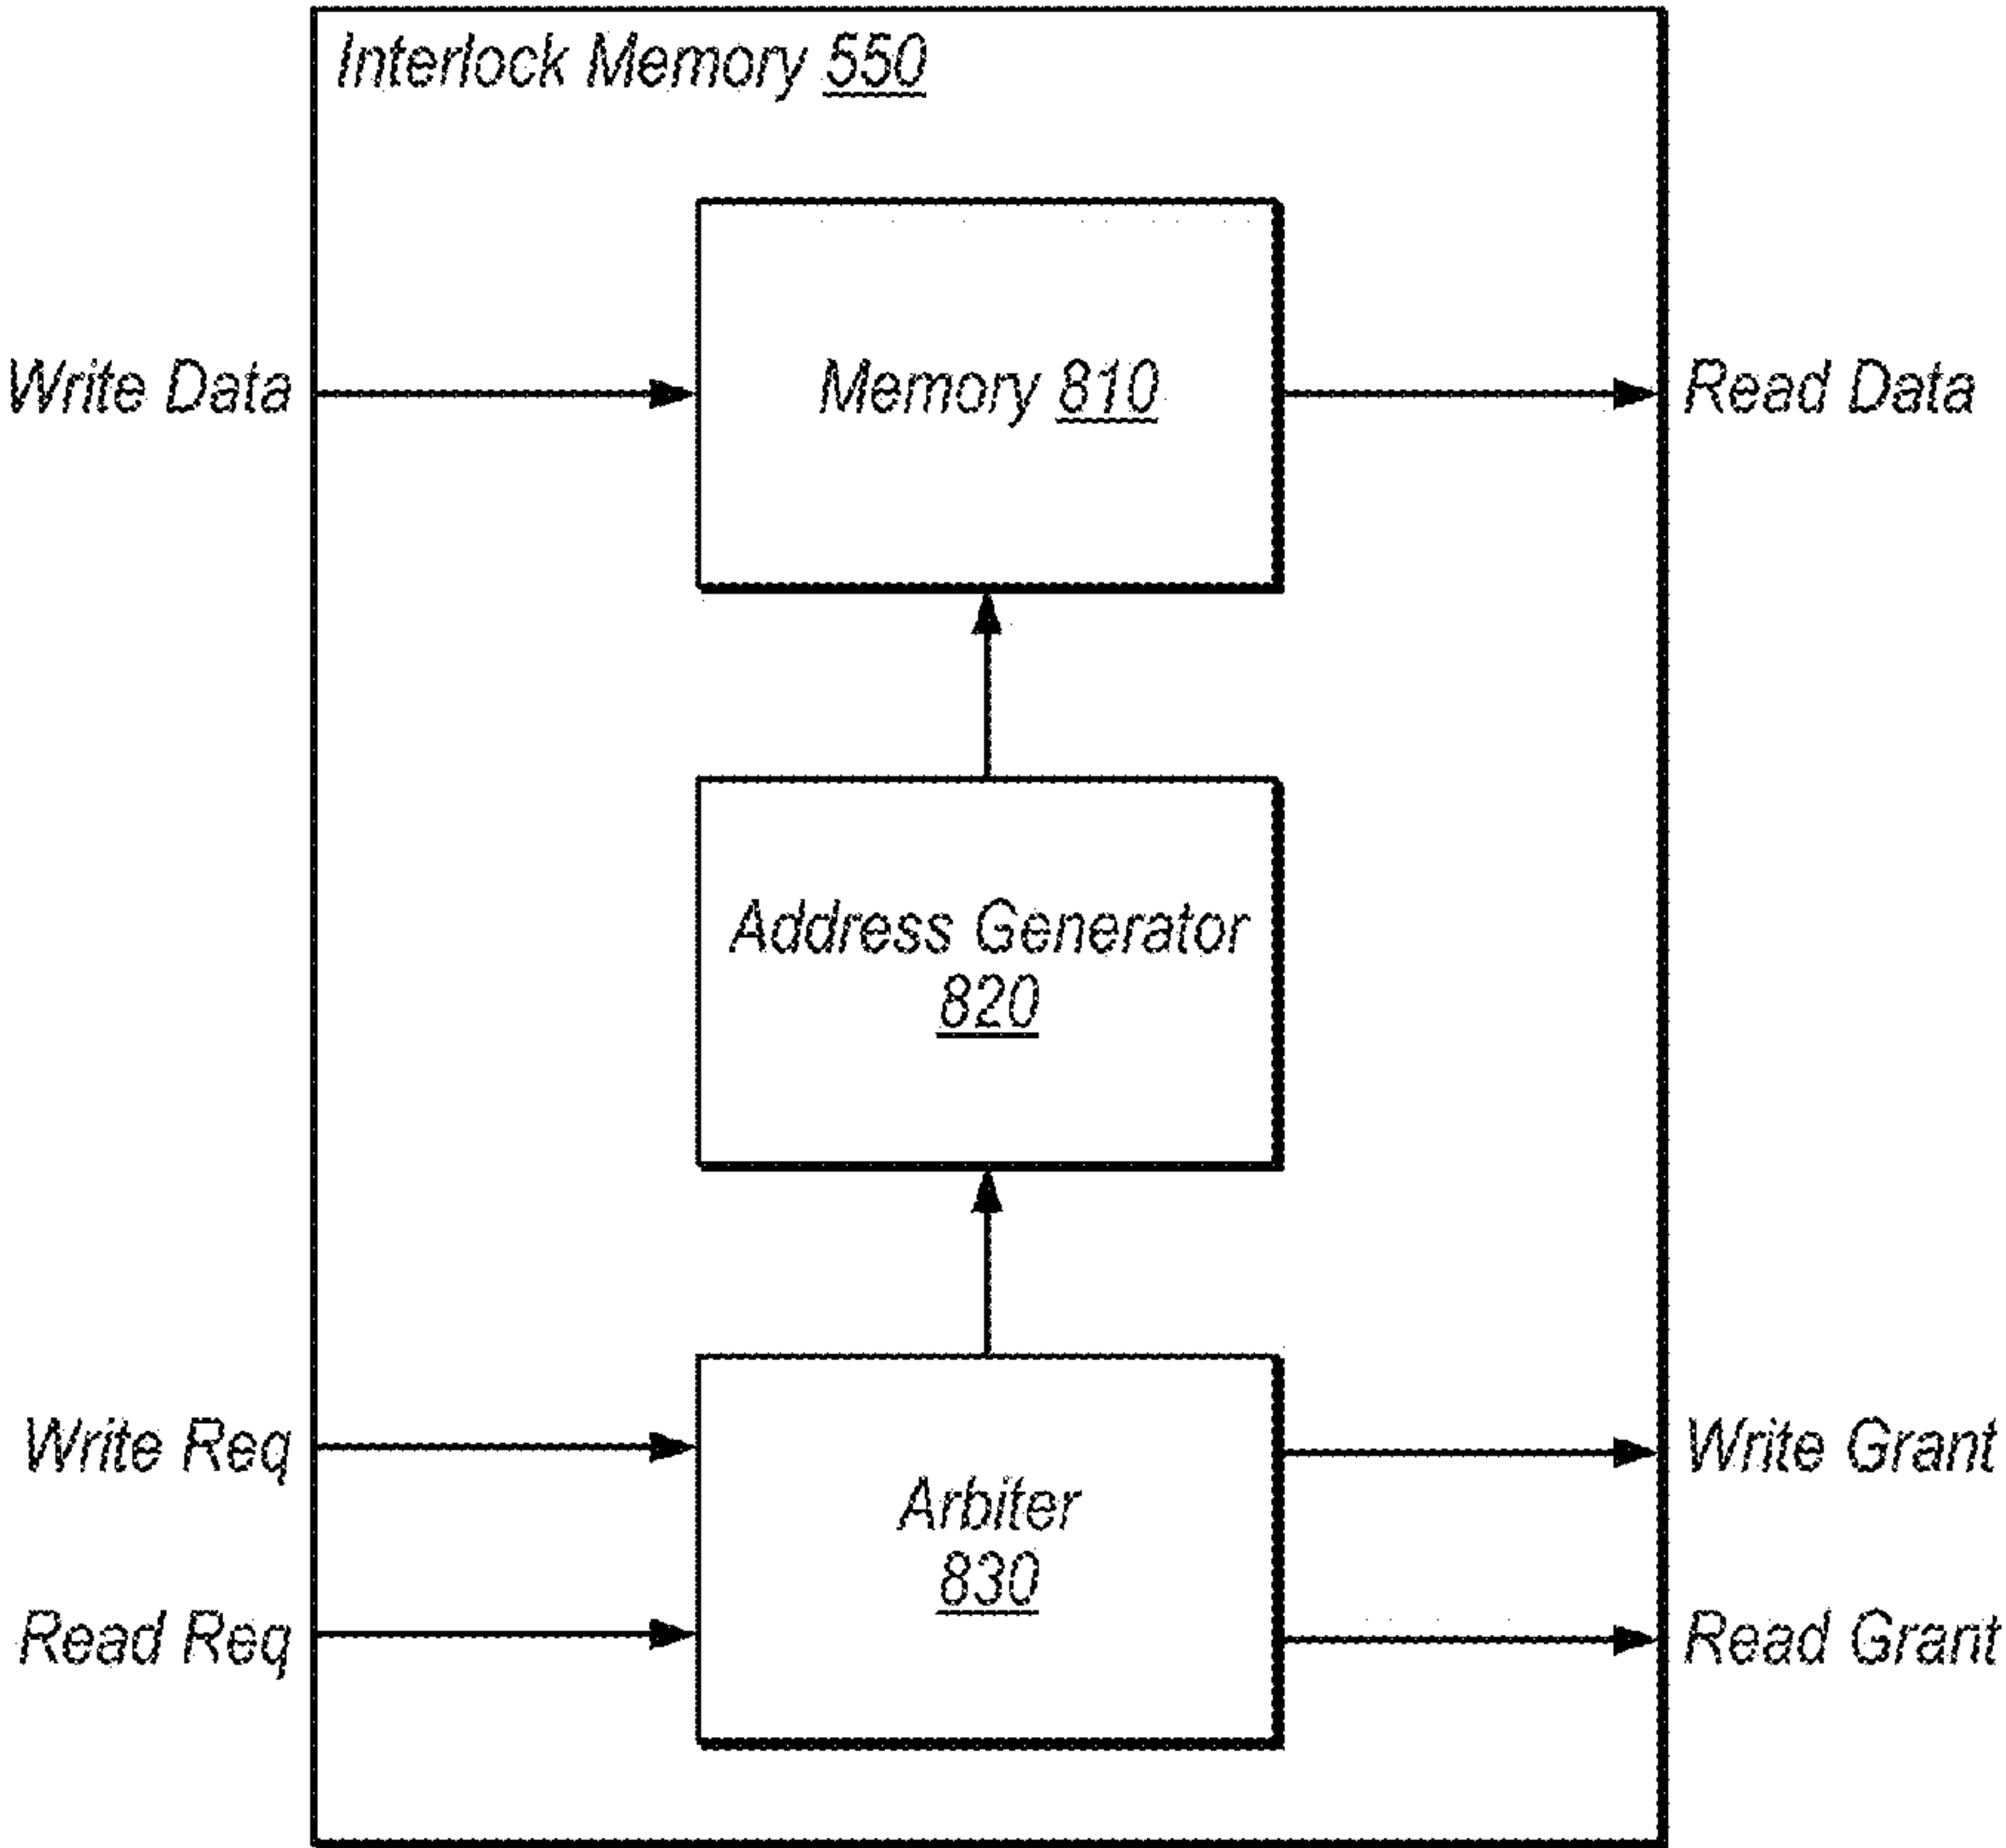 Interlock Memory 550
Write Data
Memory 810
Read Data
Address Generator
820
Write Req
Write Grant
Arbiter
830
Read Req
Read Grant